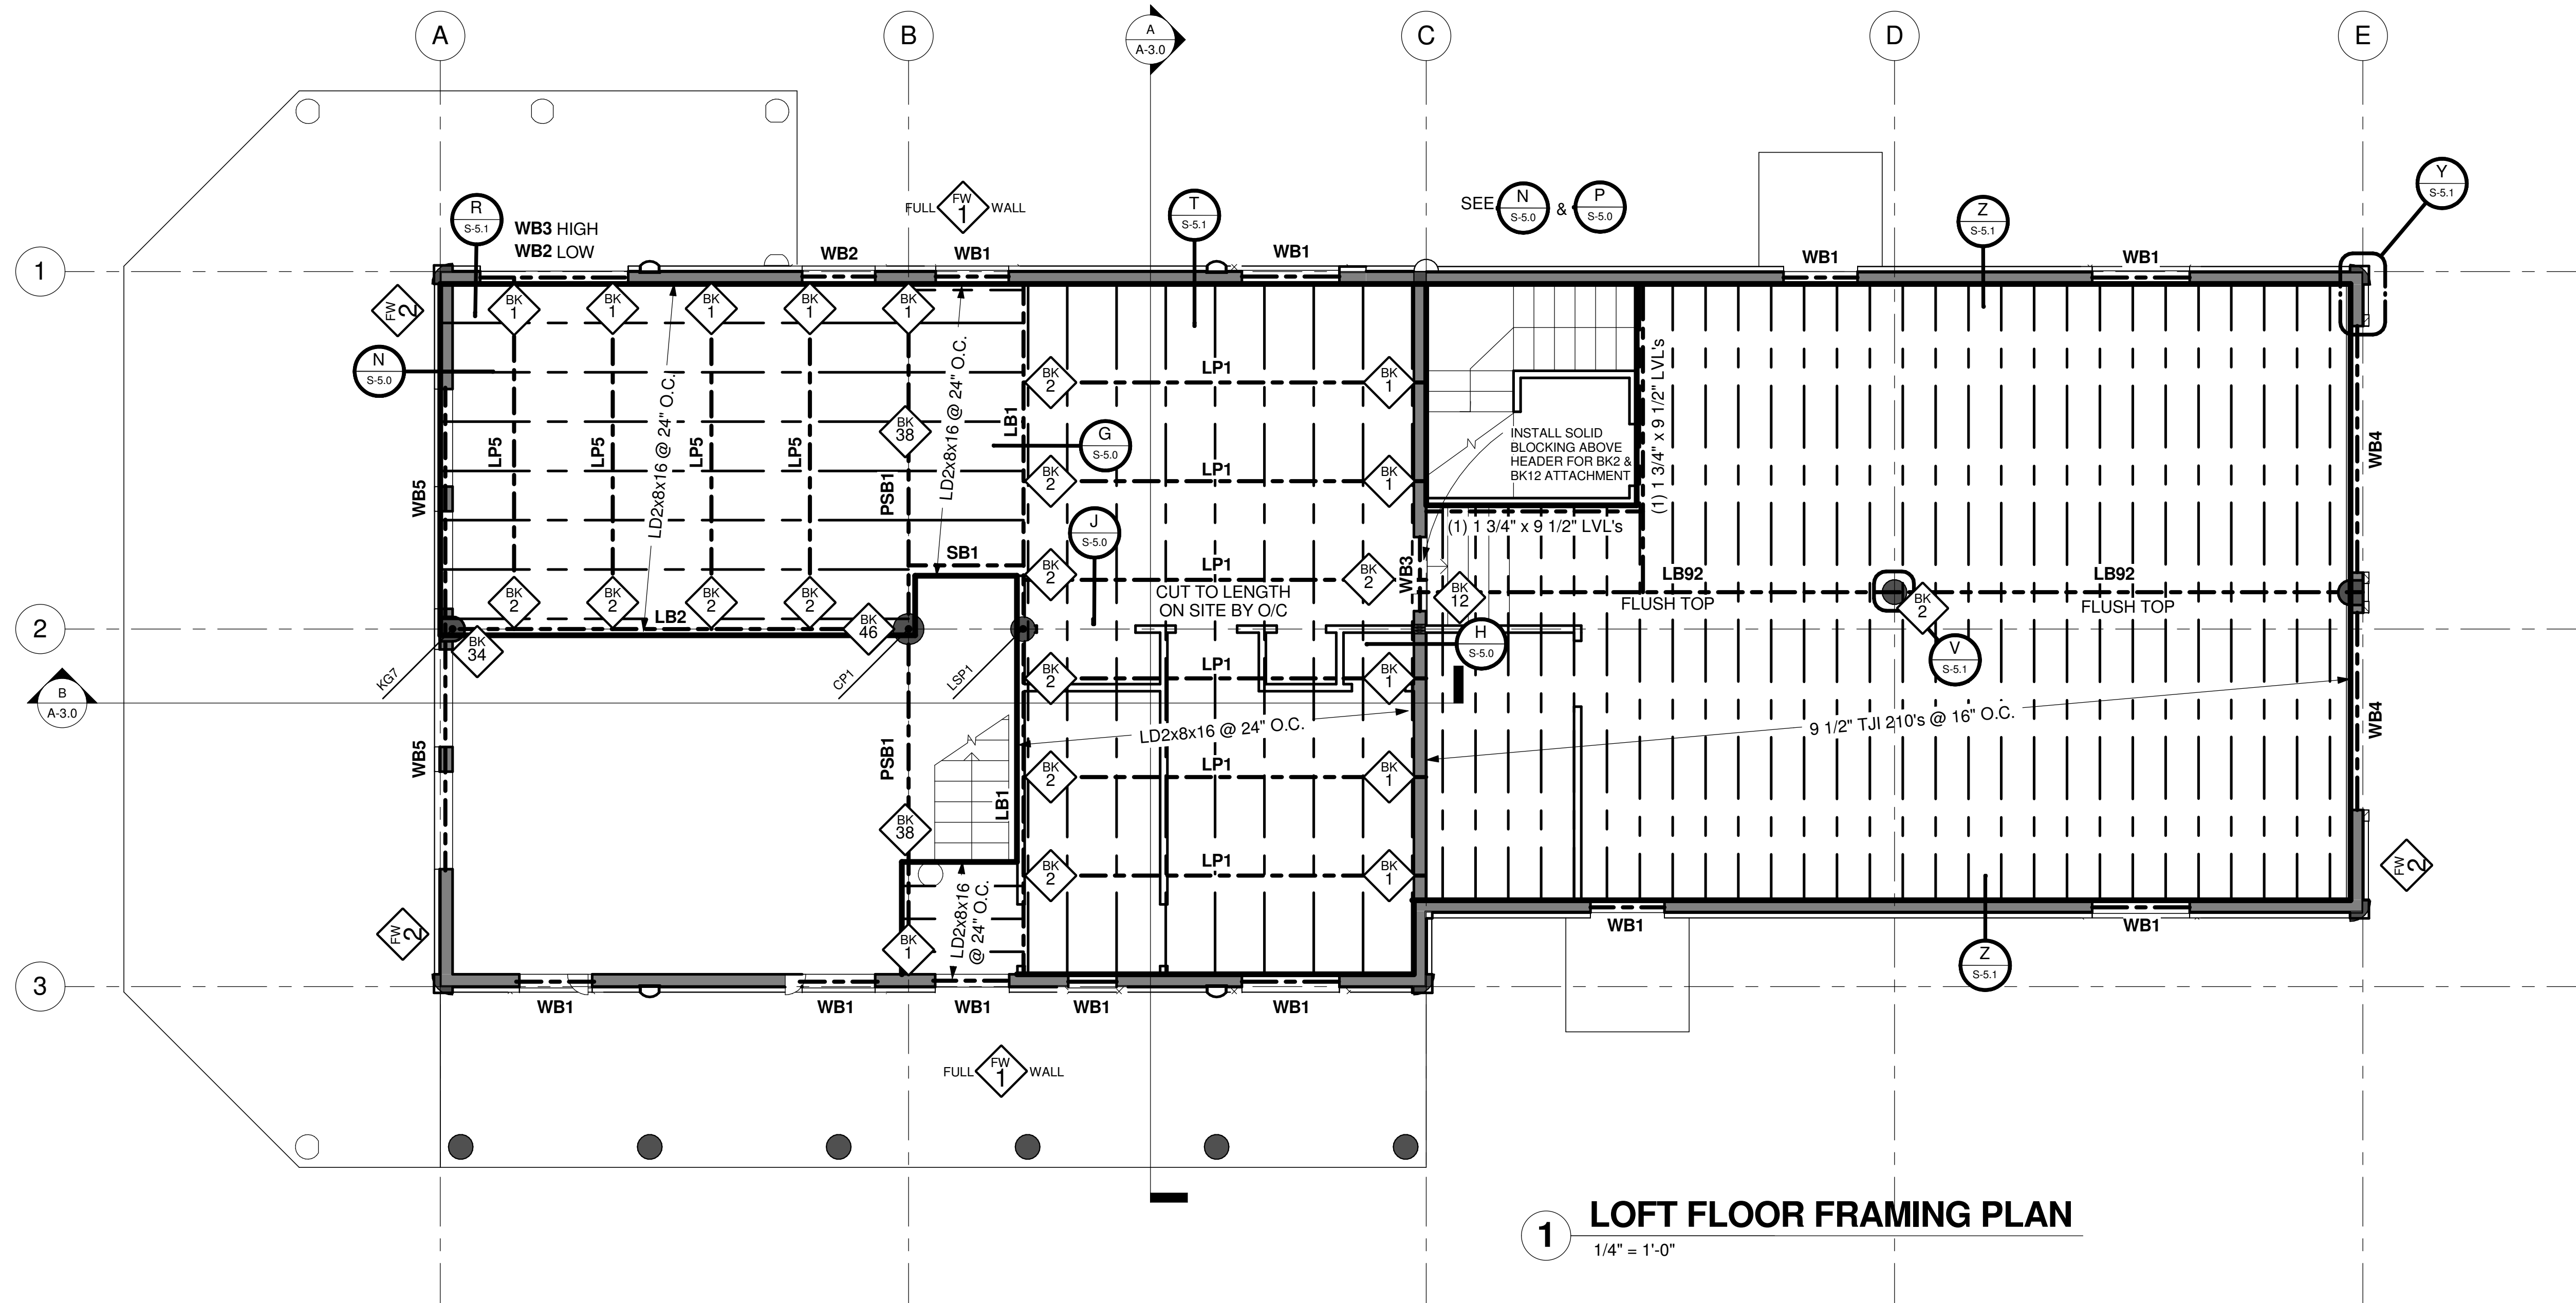 A
B
C
D
E
A
A-3.0
Y
S-5.1
R
S-5.1
WB3 HIGH
WB2 LOW
FULL
FW
1
WALL
T
S-5.1
SEE
N
S-5.0
&
P
S-5.0
Z
S-5.1
1
WB2
WB1
WB1
WB1
WB1
FW
2
BK
1
BK
1
BK
1
BK
1
BK
1
N
S-5.0
LD2x8x16 @ 24" O.C.
LD2x8x16 @ 24" O.C.
BK
2
LP1
BK
1
(1) 1 3/4" x 9 1/2" LVL's
BK
38
LB1
G
S-5.0
INSTALL SOLID
BLOCKING ABOVE
HEADER FOR BK2 &
BK12 ATTACHMENT
LP5
LP5
LP5
LP5
WB4
WB5
PSB1
BK
2
LP1
BK
1
J
S-5.0
(1) 1 3/4" x 9 1/2" LVL's
SB1
BK
2
LP1
BK
2
WB3
CUT TO LENGTH
ON SITE BY O/C
BK
12
LB92
FLUSH TOP
LB92
FLUSH TOP
BK
2
BK
2
BK
2
BK
2
BK
2
2
LB2
BK
46
BK
34
H
S-5.0
V
S-5.1
KG7
CP1
LSP1
BK
2
LP1
BK
1
B
A-3.0
LD2x8x16 @ 24" O.C.
9 1/2" TJI 210's @ 16" O.C.
WB4
WB5
PSB1
BK
2
LP1
BK
1
LB1
BK
38
BK
2
LP1
BK
1
FW
2
FW
2
LD2x8x16
@ 24" O.C.
BK
1
WB1
WB1
Z
S-5.1
3
WB1
WB1
WB1
WB1
WB1
FULL
FW
1
WALL
1
LOFT FLOOR FRAMING PLAN
1/4" = 1'-0"